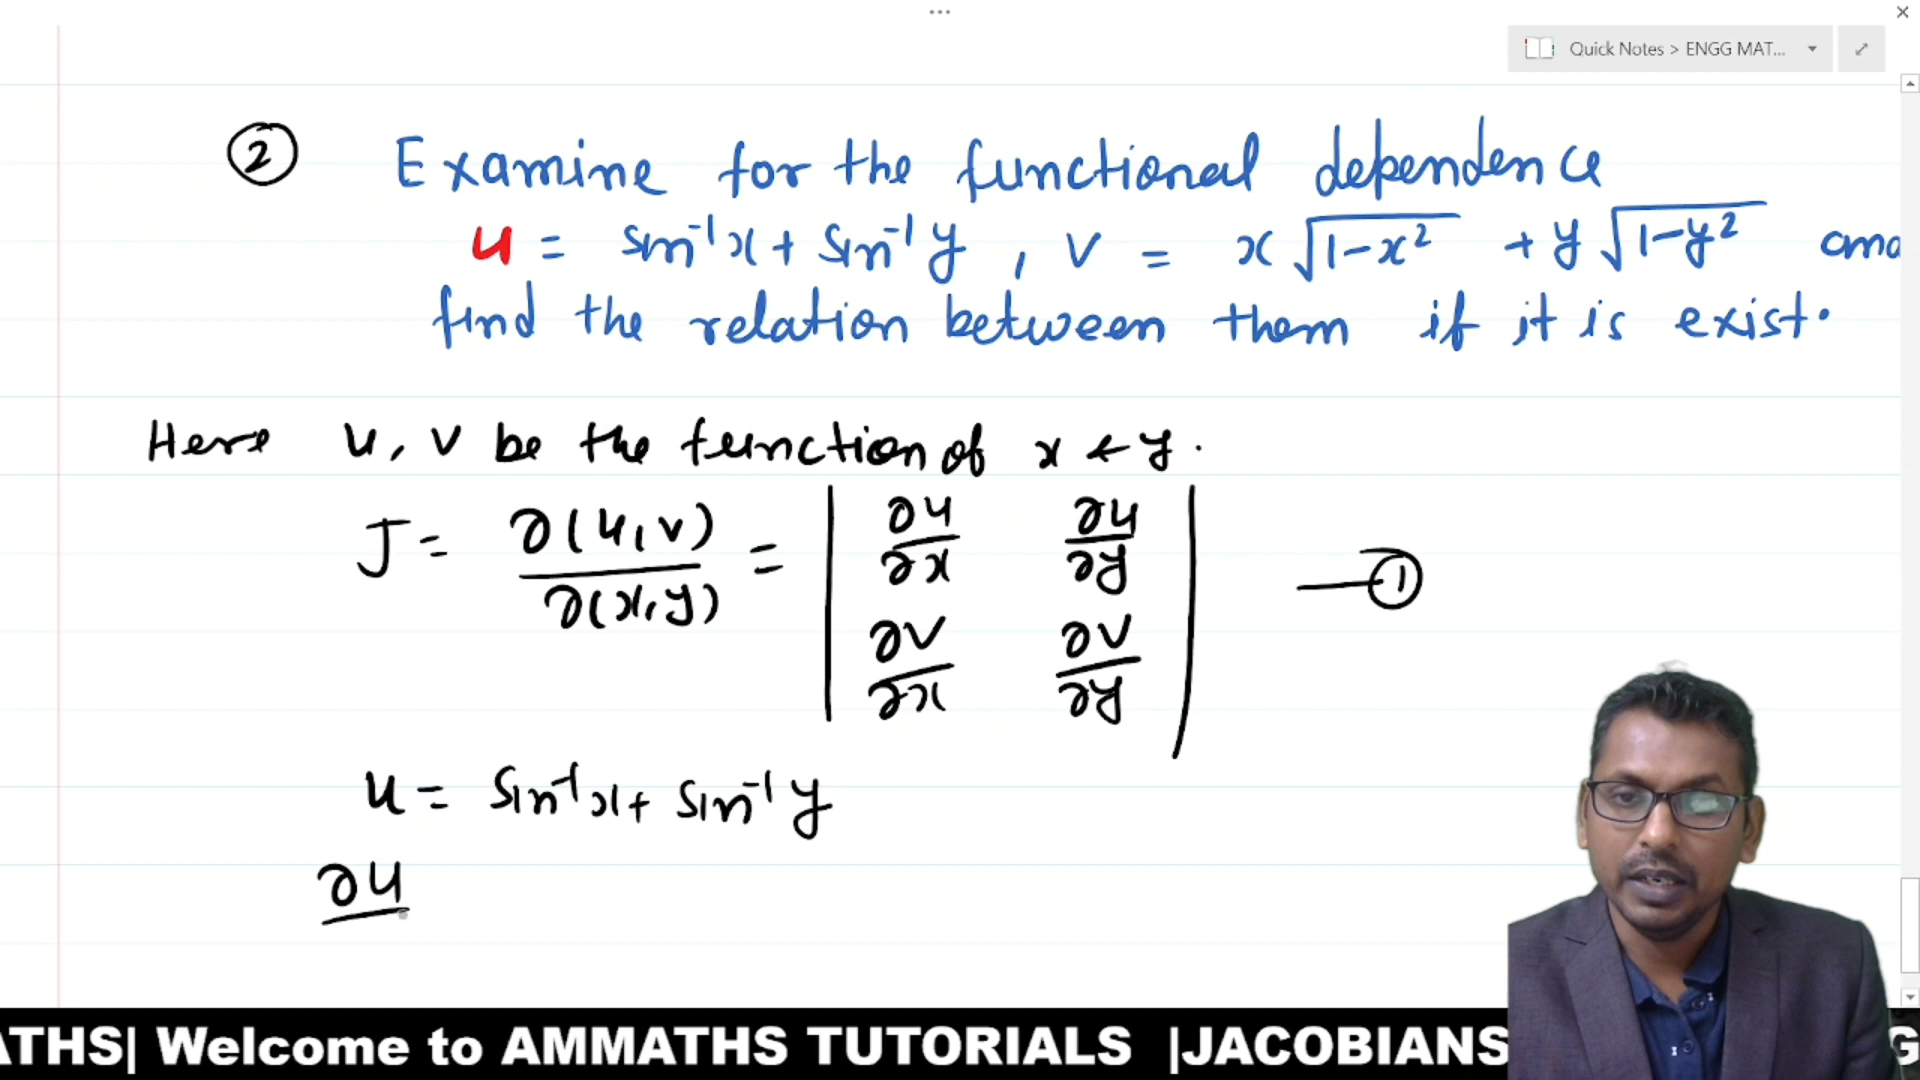 Quick Notes > ENGG MAT...
② Examine for the functional dependence
u = sin⁻¹x + sin⁻¹y , v = x√(1-x²) + y√(1-y²) and
find the relation between them if it is exist.
Here u, v be the function of x & y.
J = ∂(u,v)/∂(x,y) = | ∂u/∂x ∂u/∂y | —①
| ∂v/∂x ∂v/∂y |
u = sin⁻¹x + sin⁻¹y
∂u
ATHS| Welcome to AMMATHS TUTORIALS |JACOBIANS G